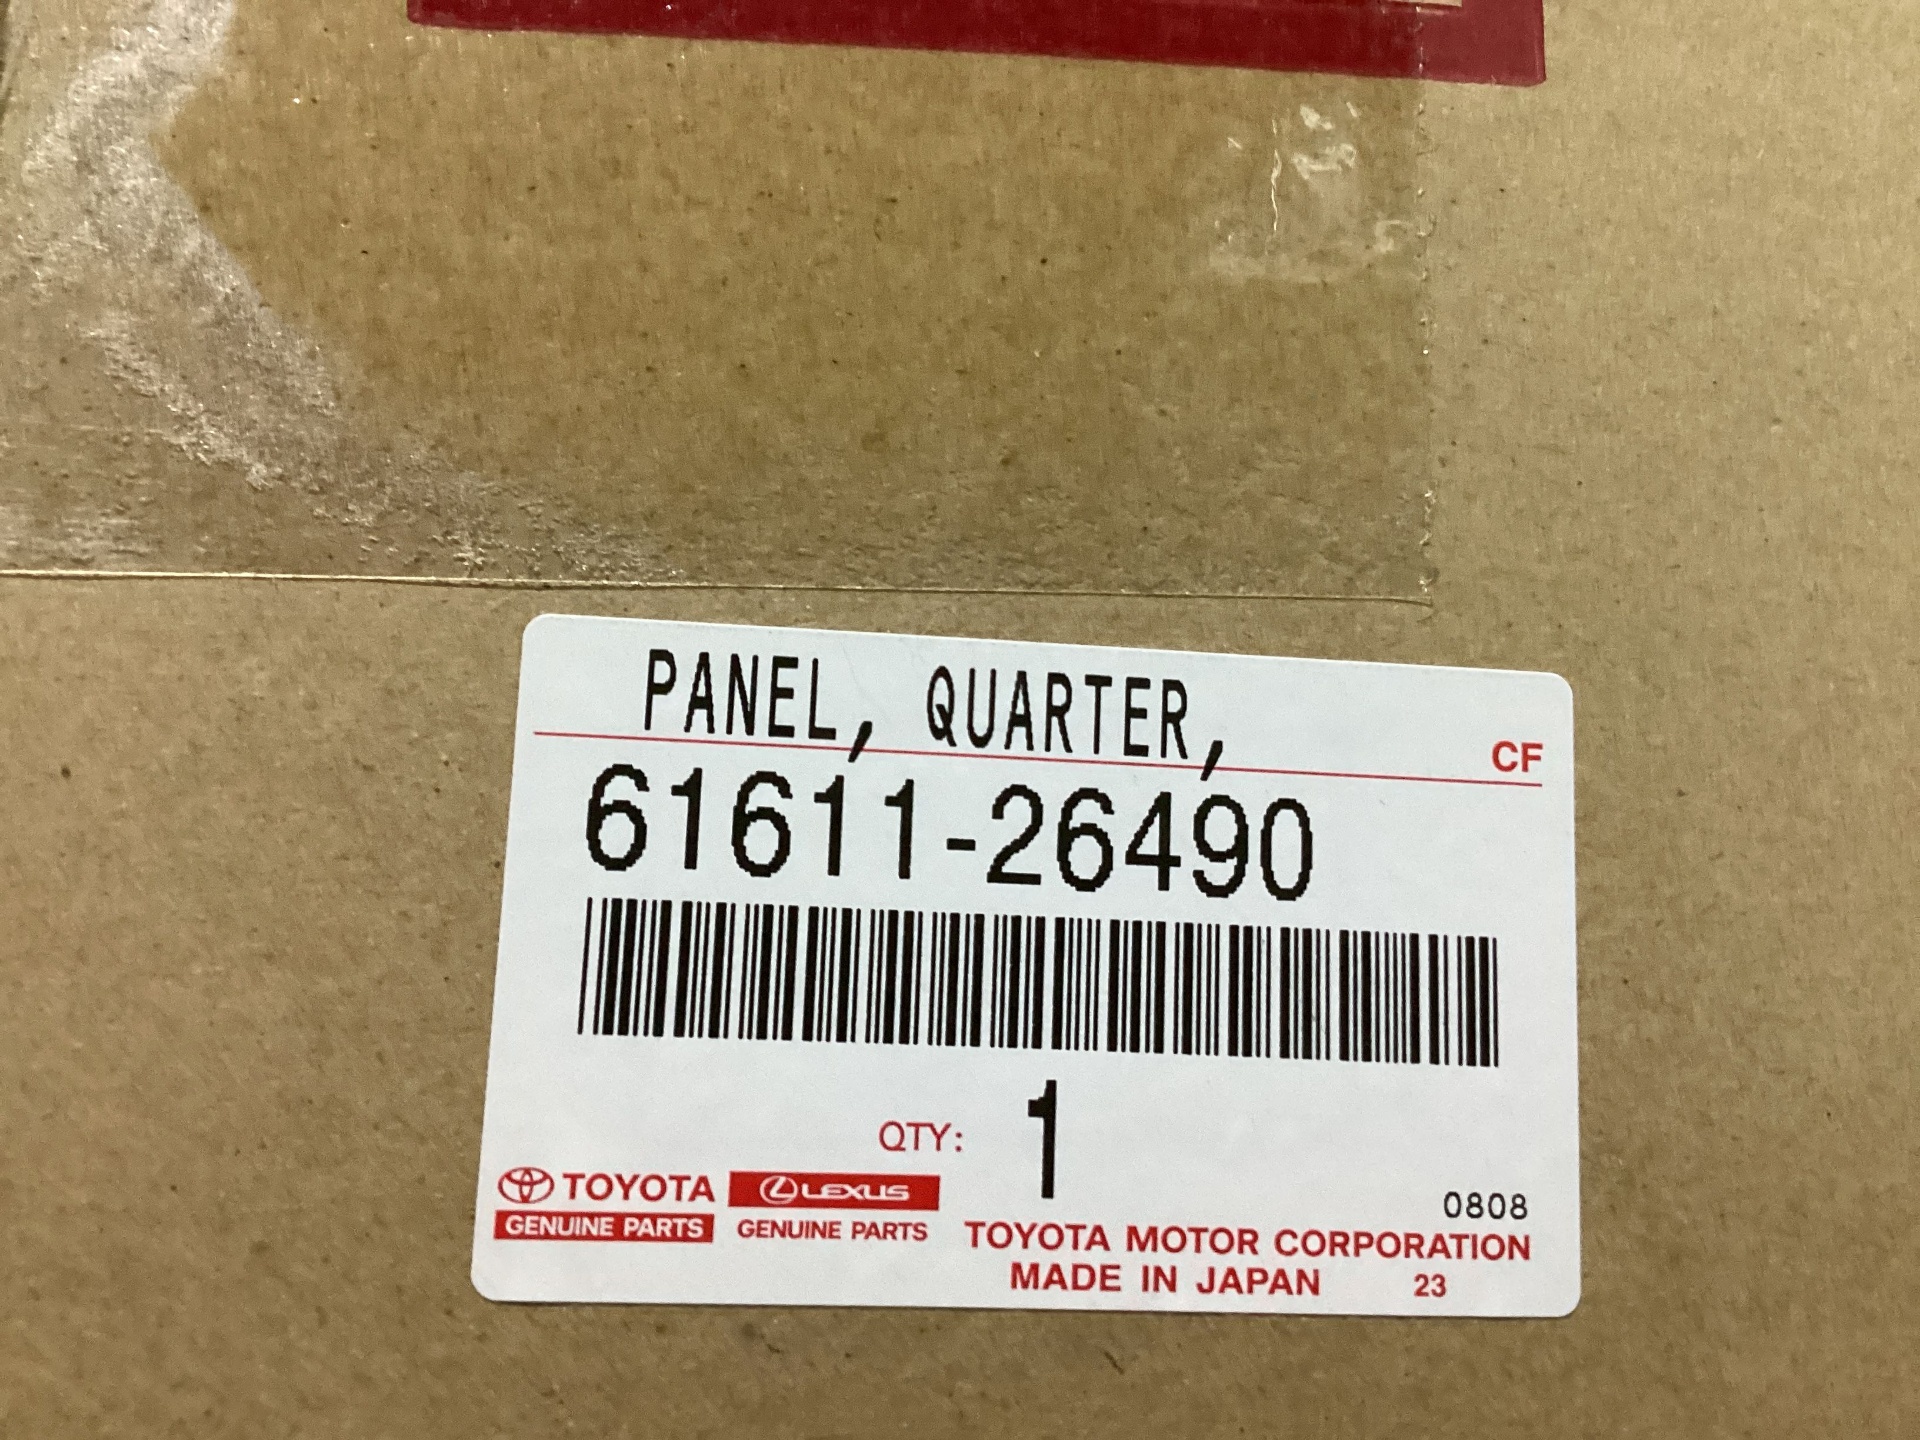 PANEL, QUARTER,
CF
61611-26490
QTY: 1
TOYOTA
GENUINE PARTS
LEXUS
GENUINE PARTS
0808
TOYOTA MOTOR CORPORATION
MADE IN JAPAN 23